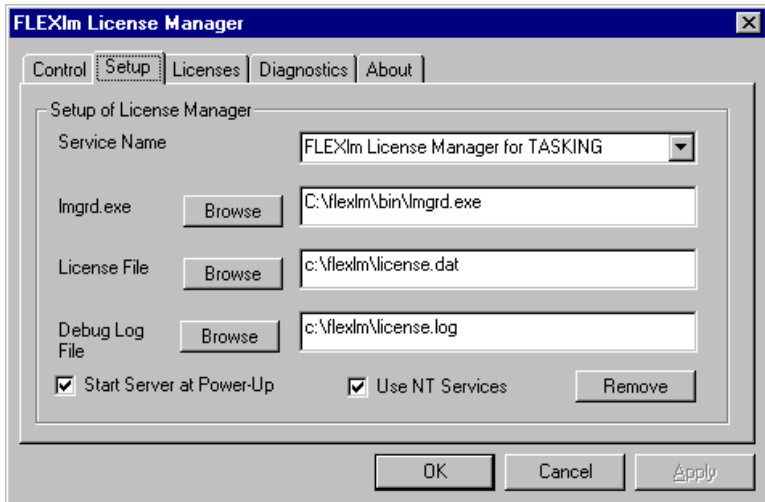 FLEXlm License Manager
Control Setup Licenses Diagnostics About
Setup of License Manager
Service Name FLEXlm License Manager for TASKING
lmgrd.exe Browse C:\flexlm\bin\lmgrd.exe
License File Browse c:\flexlm\license.dat
Debug Log
File Browse c:\flexlm\license.log
Start Server at Power-Up Use NT Services Remove
OK Cancel Apply